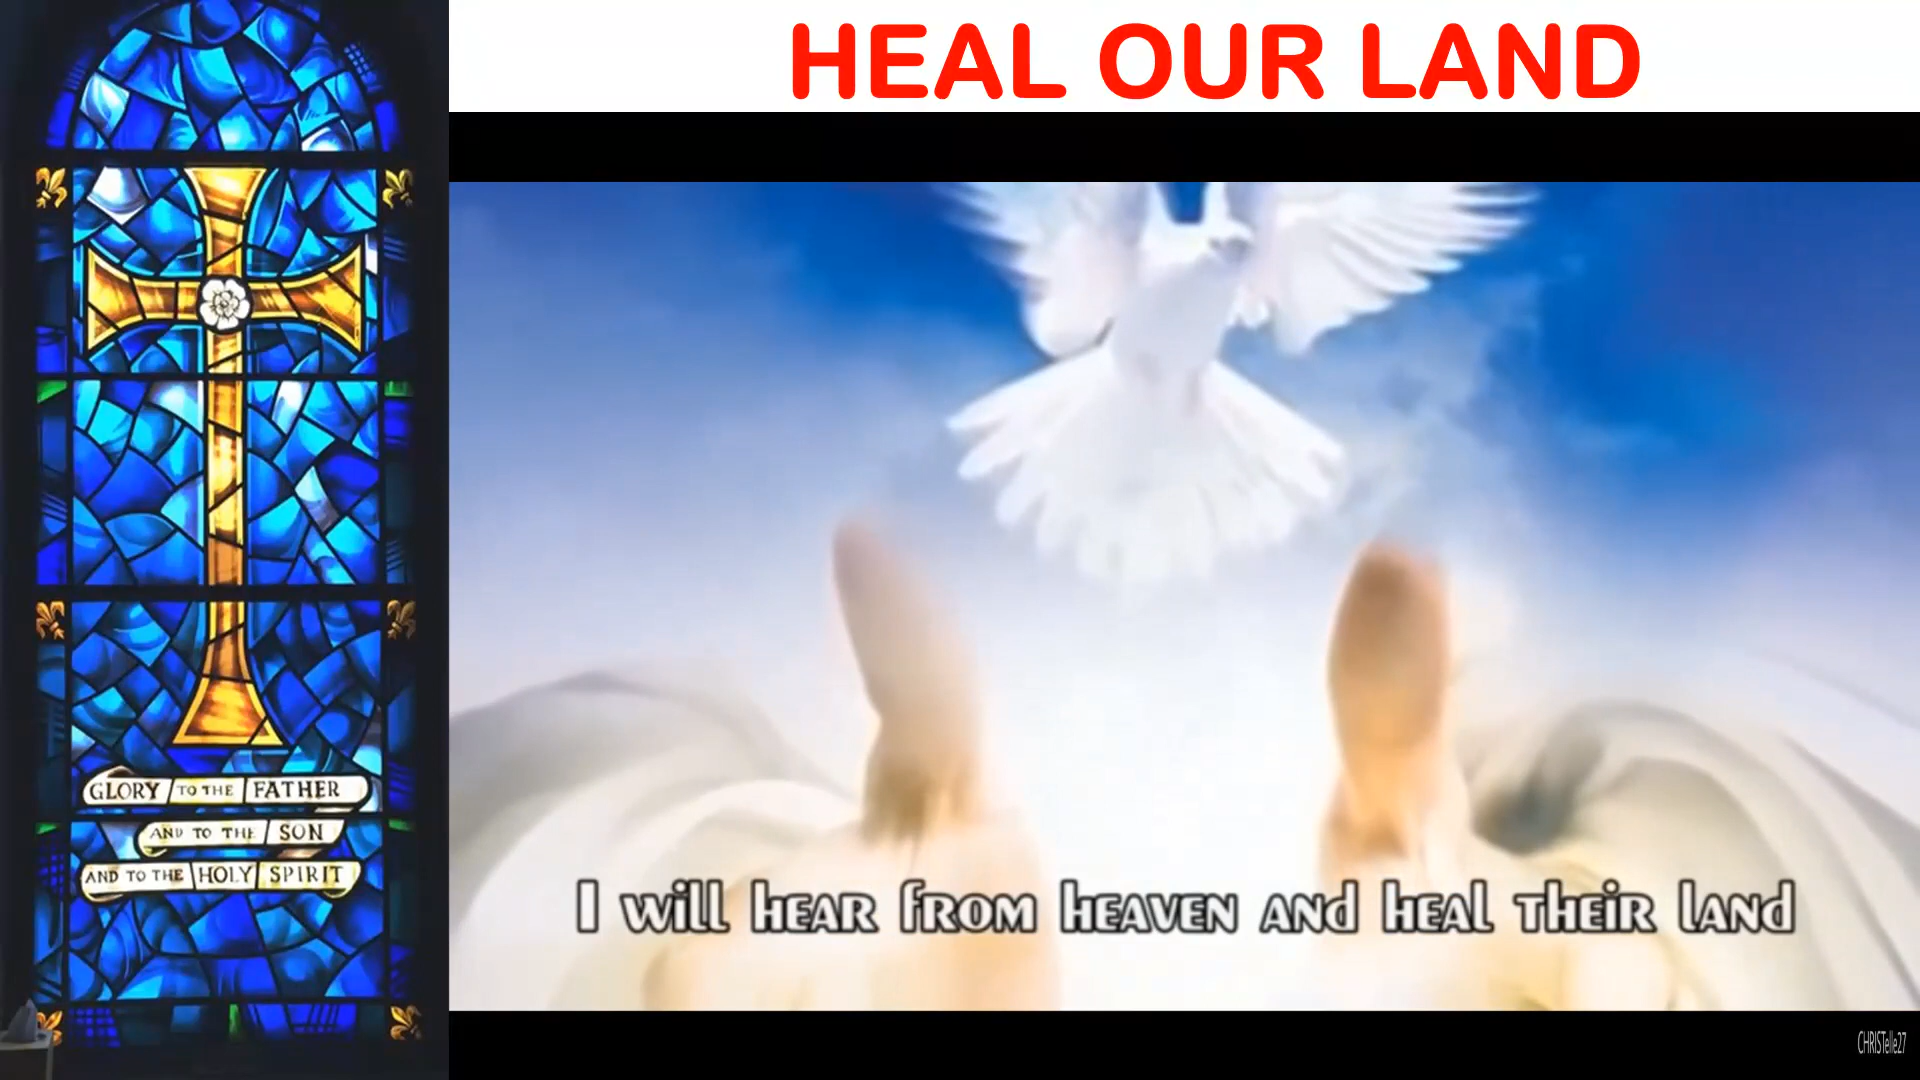 HEAL OUR LAND
GLORY TO THE FATHER
AND TO THE SON
AND TO THE HOLY SPIRIT
I will HEAR fROM HEAVEN ANd HEAL THEiR lANd
CHRISTelle27